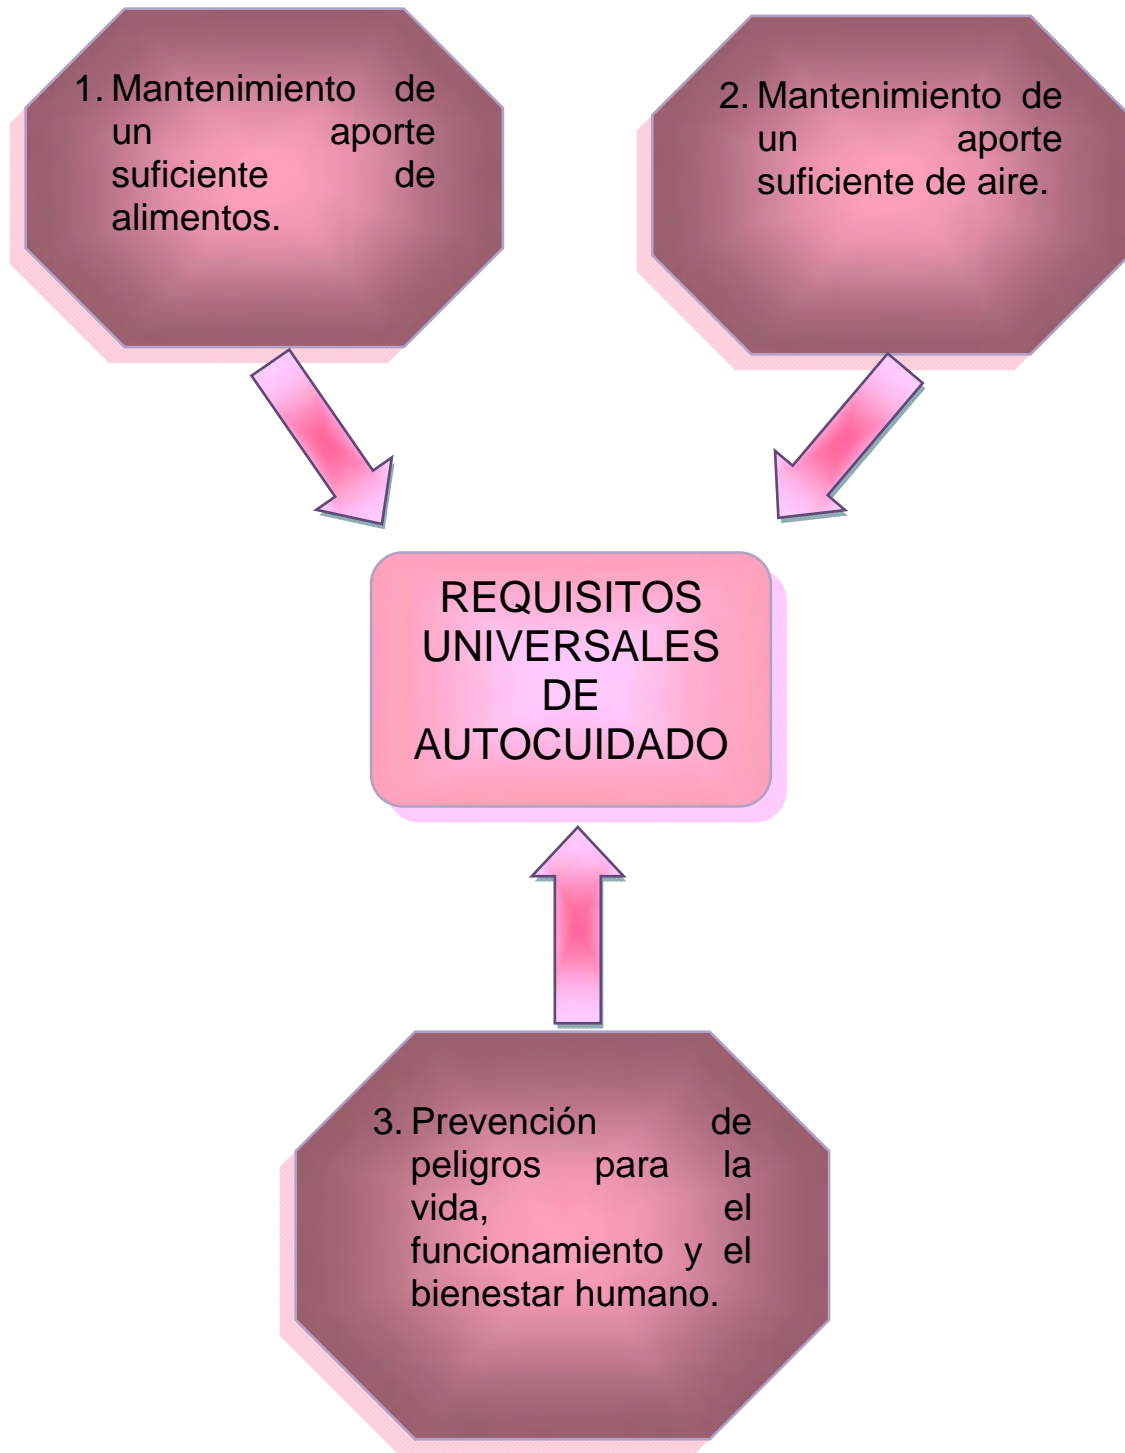 1. Mantenimiento de
un aporte
suficiente de
alimentos.
2. Mantenimiento de
un aporte
suficiente de aire.
REQUISITOS
UNIVERSALES
DE
AUTOCUIDADO
3. Prevención de
peligros para la
vida, el
funcionamiento y el
bienestar humano.